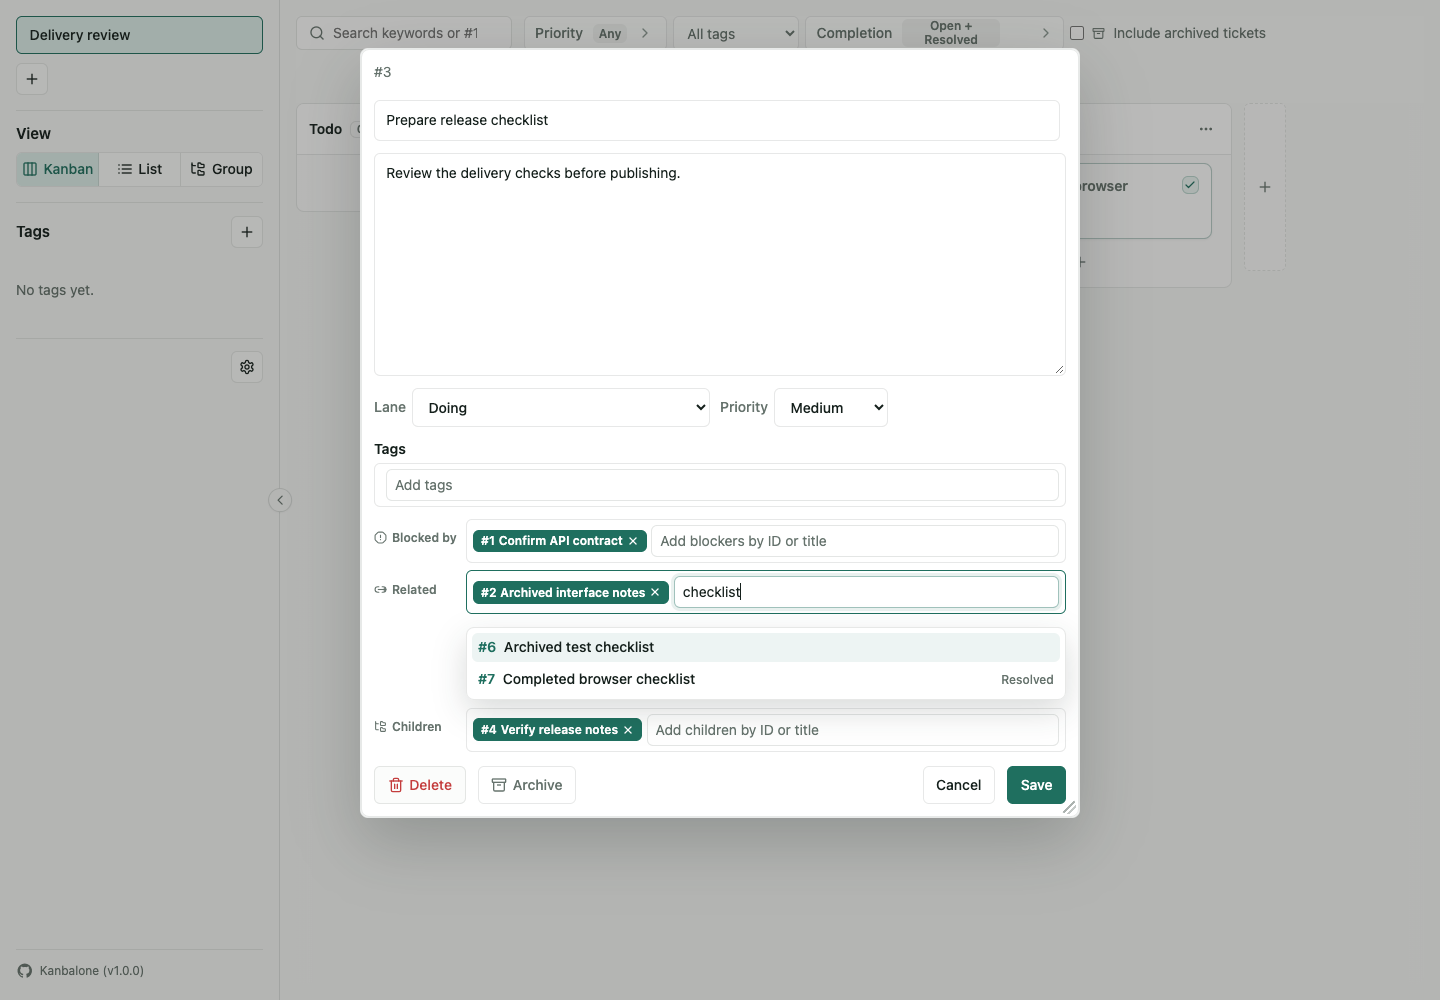 Delivery review
View
Kanban
List
Group
Tags
No tags yet.
Kanbalone (v1.0.0)
Search keywords or #1
Priority Any
All tags
Completion
Open +
Resolved
Include archived tickets
Todo
browser
#3
Prepare release checklist
Review the delivery checks before publishing.
Lane Doing
Priority Medium
Tags
Add tags
Blocked by
#1 Confirm API contract
Add blockers by ID or title
Related
#2 Archived interface notes
checklist
#6 Archived test checklist
#7 Completed browser checklist Resolved
Children
#4 Verify release notes
Add children by ID or title
Delete
Archive
Cancel
Save